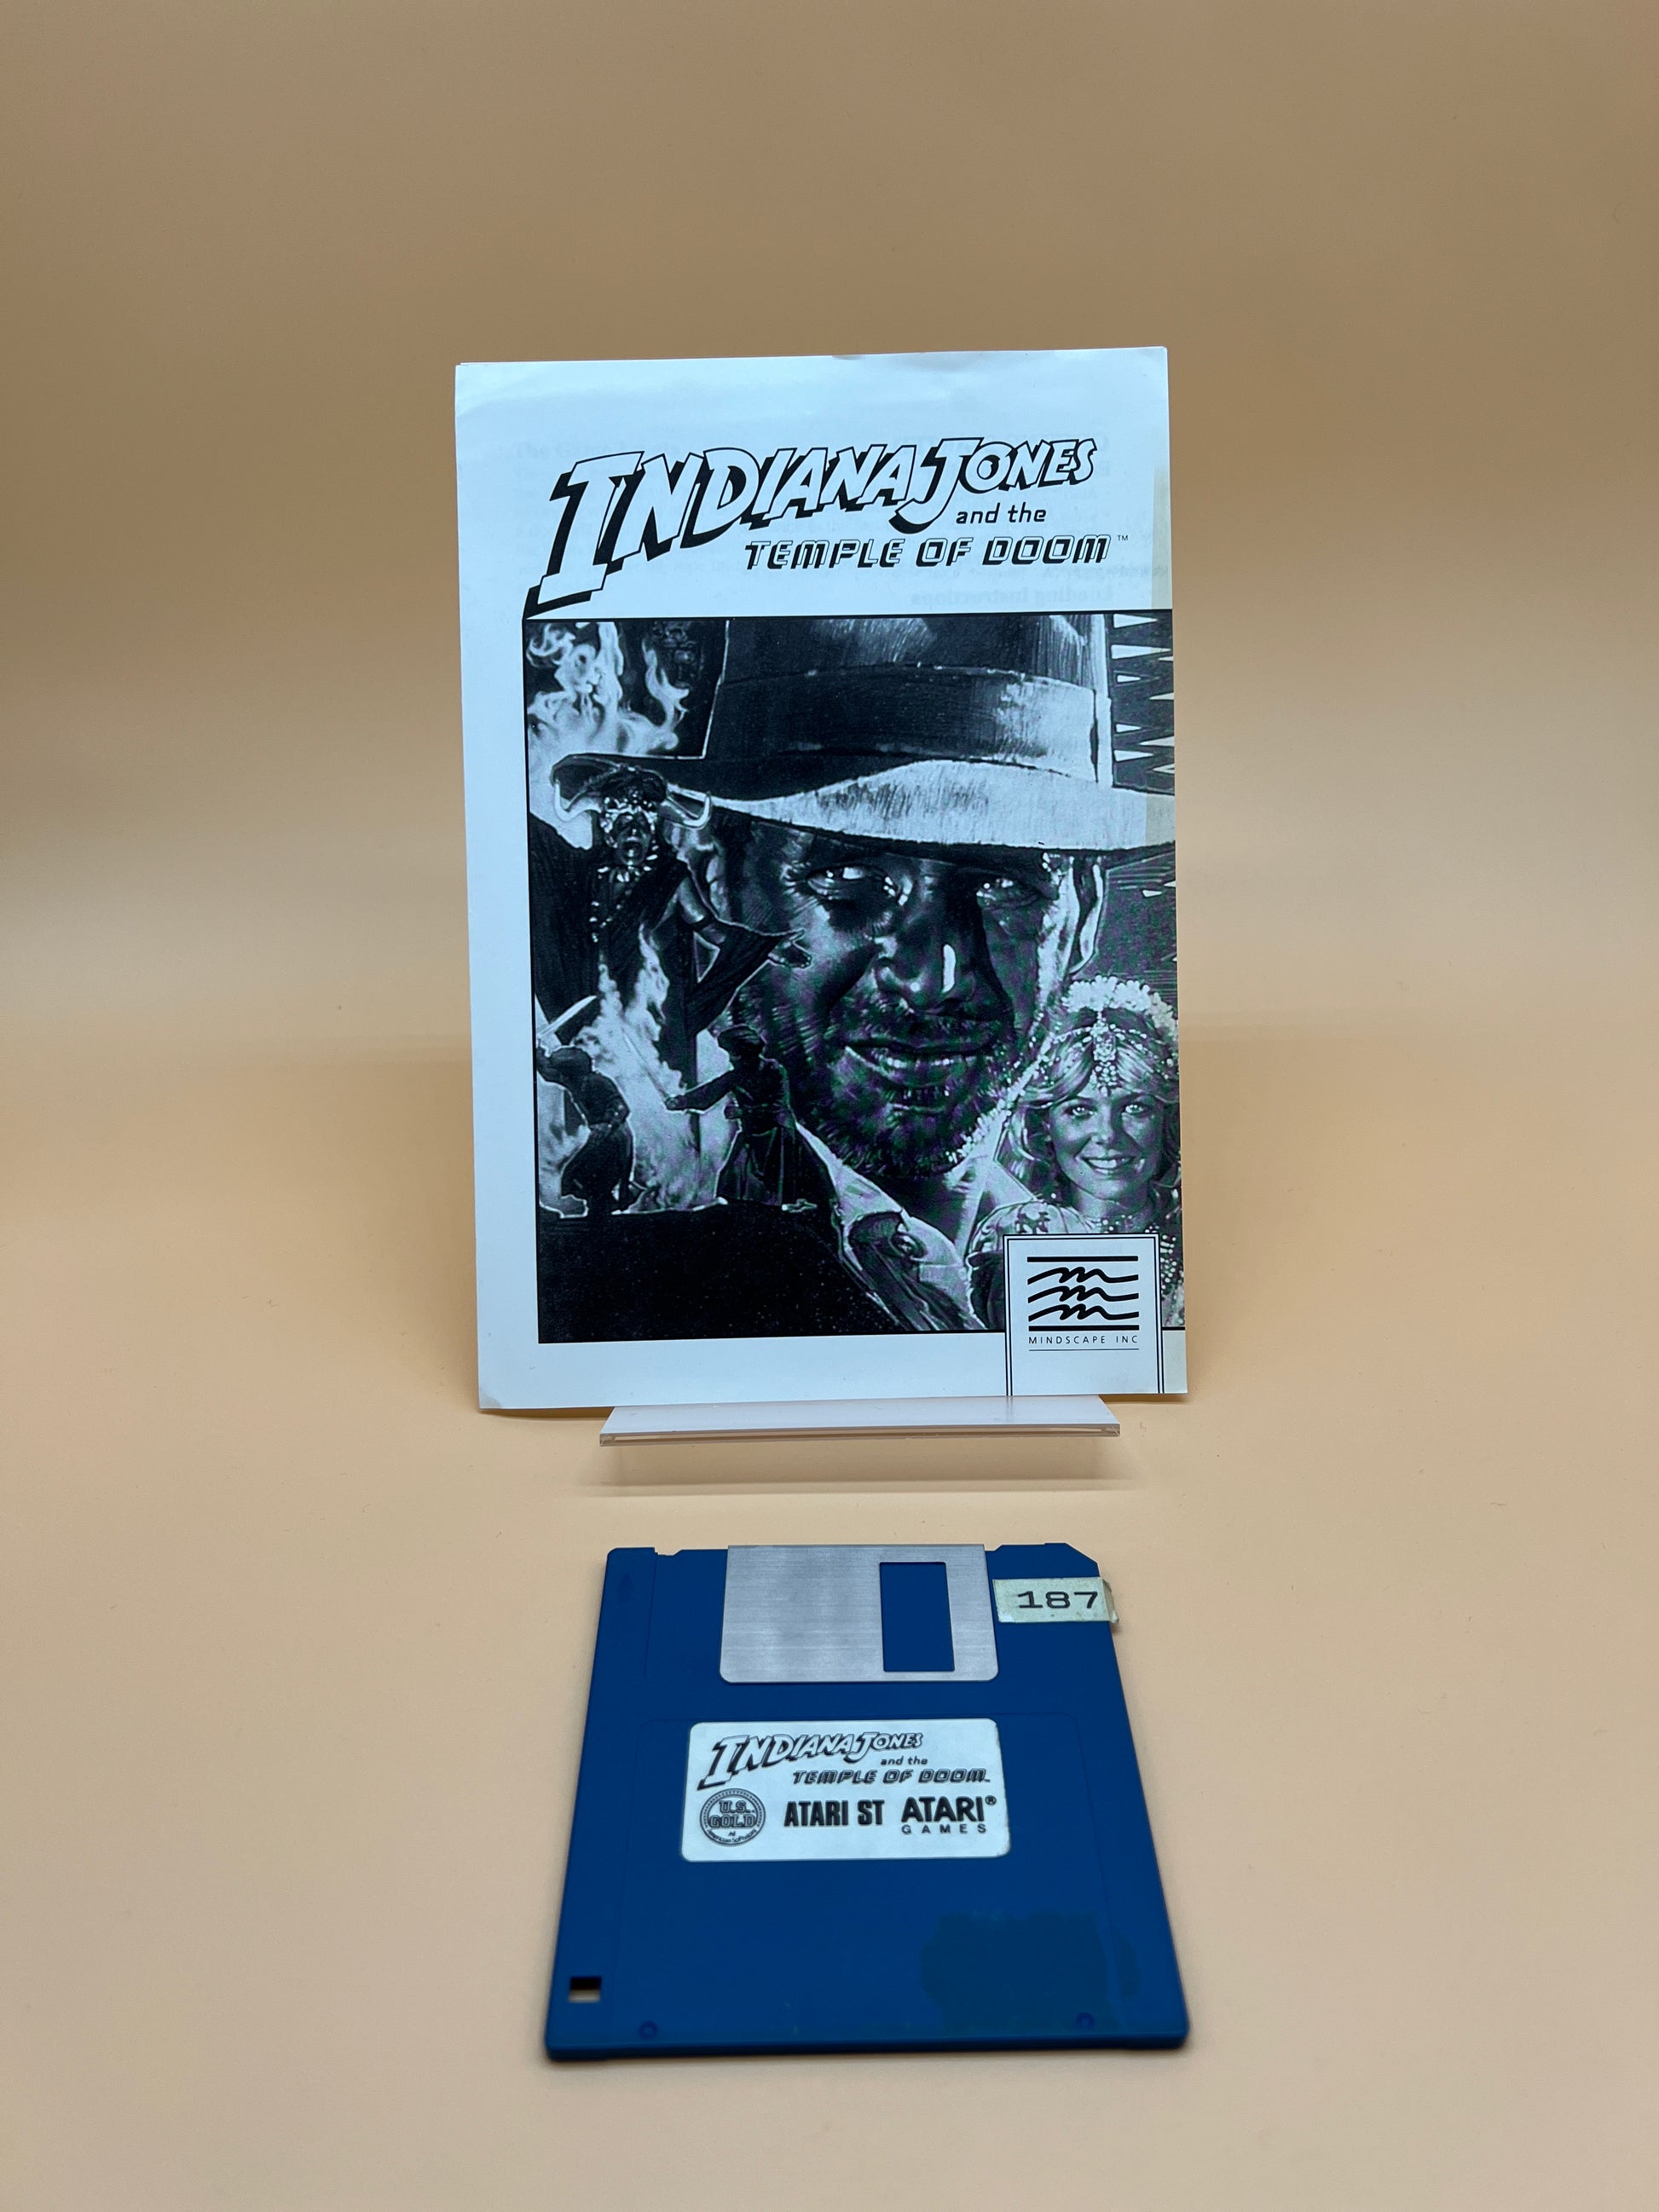 INDIANA JONES
and the
TEMPLE OF DOOM™
MINDSCAPE INC
187
INDIANA JONES
and the
TEMPLE OF DOOM™
U.S. GOLD
ATARI ST ATARI®
GAMES